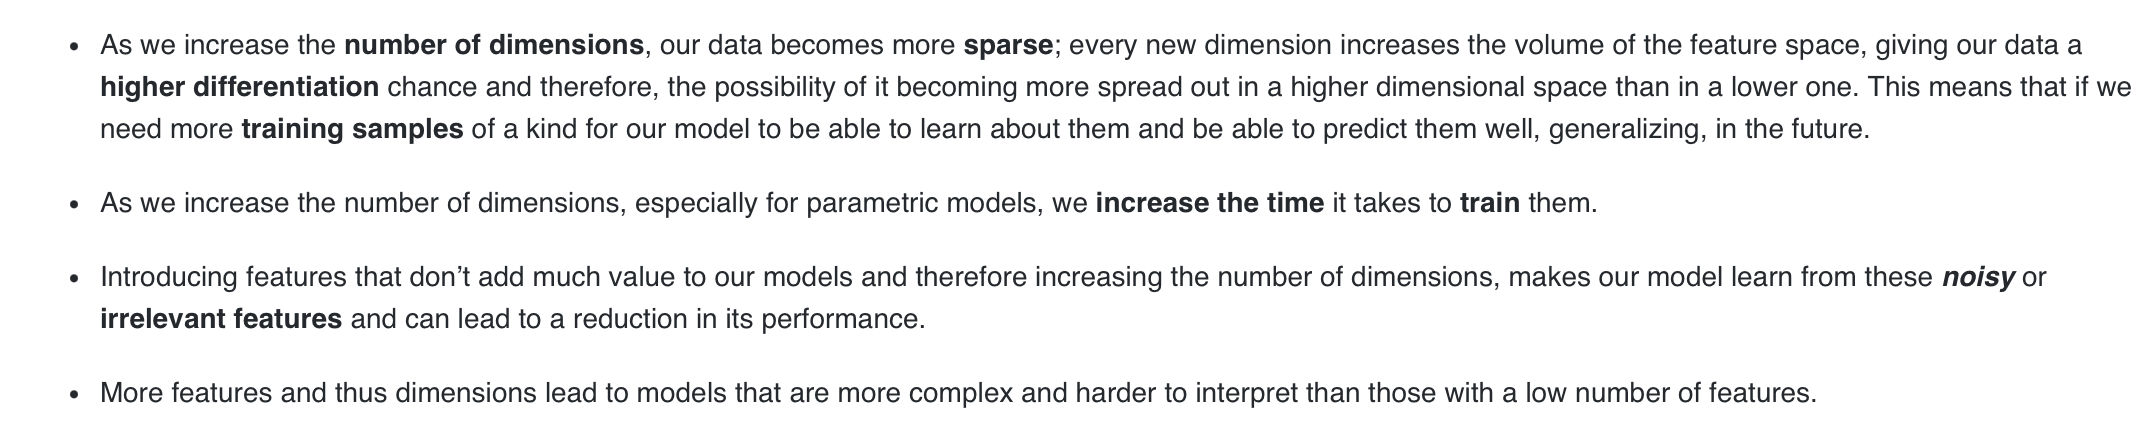 • As we increase the number of dimensions, our data becomes more sparse; every new dimension increases the volume of the feature space, giving our data a
higher differentiation chance and therefore, the possibility of it becoming more spread out in a higher dimensional space than in a lower one. This means that if we
need more training samples of a kind for our model to be able to learn about them and be able to predict them well, generalizing, in the future.
• As we increase the number of dimensions, especially for parametric models, we increase the time it takes to train them.
• Introducing features that don’t add much value to our models and therefore increasing the number of dimensions, makes our model learn from these noisy or
irrelevant features and can lead to a reduction in its performance.
• More features and thus dimensions lead to models that are more complex and harder to interpret than those with a low number of features.